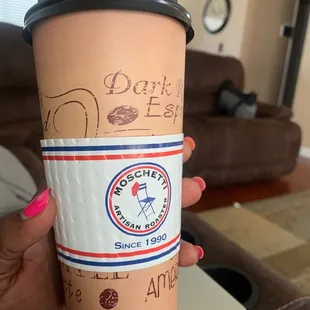 Dark
Esp
MOSCHETTI
ARTISAN ROASTER
SINCE 1990
Ame